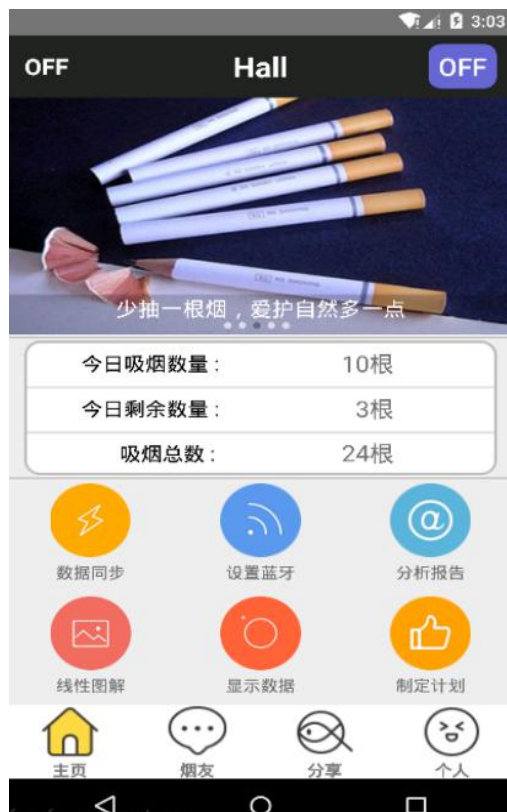 3:03
OFF Hall OFF
少抽一根烟，爱护自然多一点
今日吸烟数量： 10根
今日剩余数量： 3根
吸烟总数： 24根
数据同步 设置蓝牙 分析报告
线性图解 显示数据 制定计划
主页 烟友 分享 个人